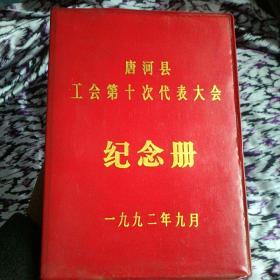 唐河县
工会第十次代表大会
纪念册
一九九二年九月